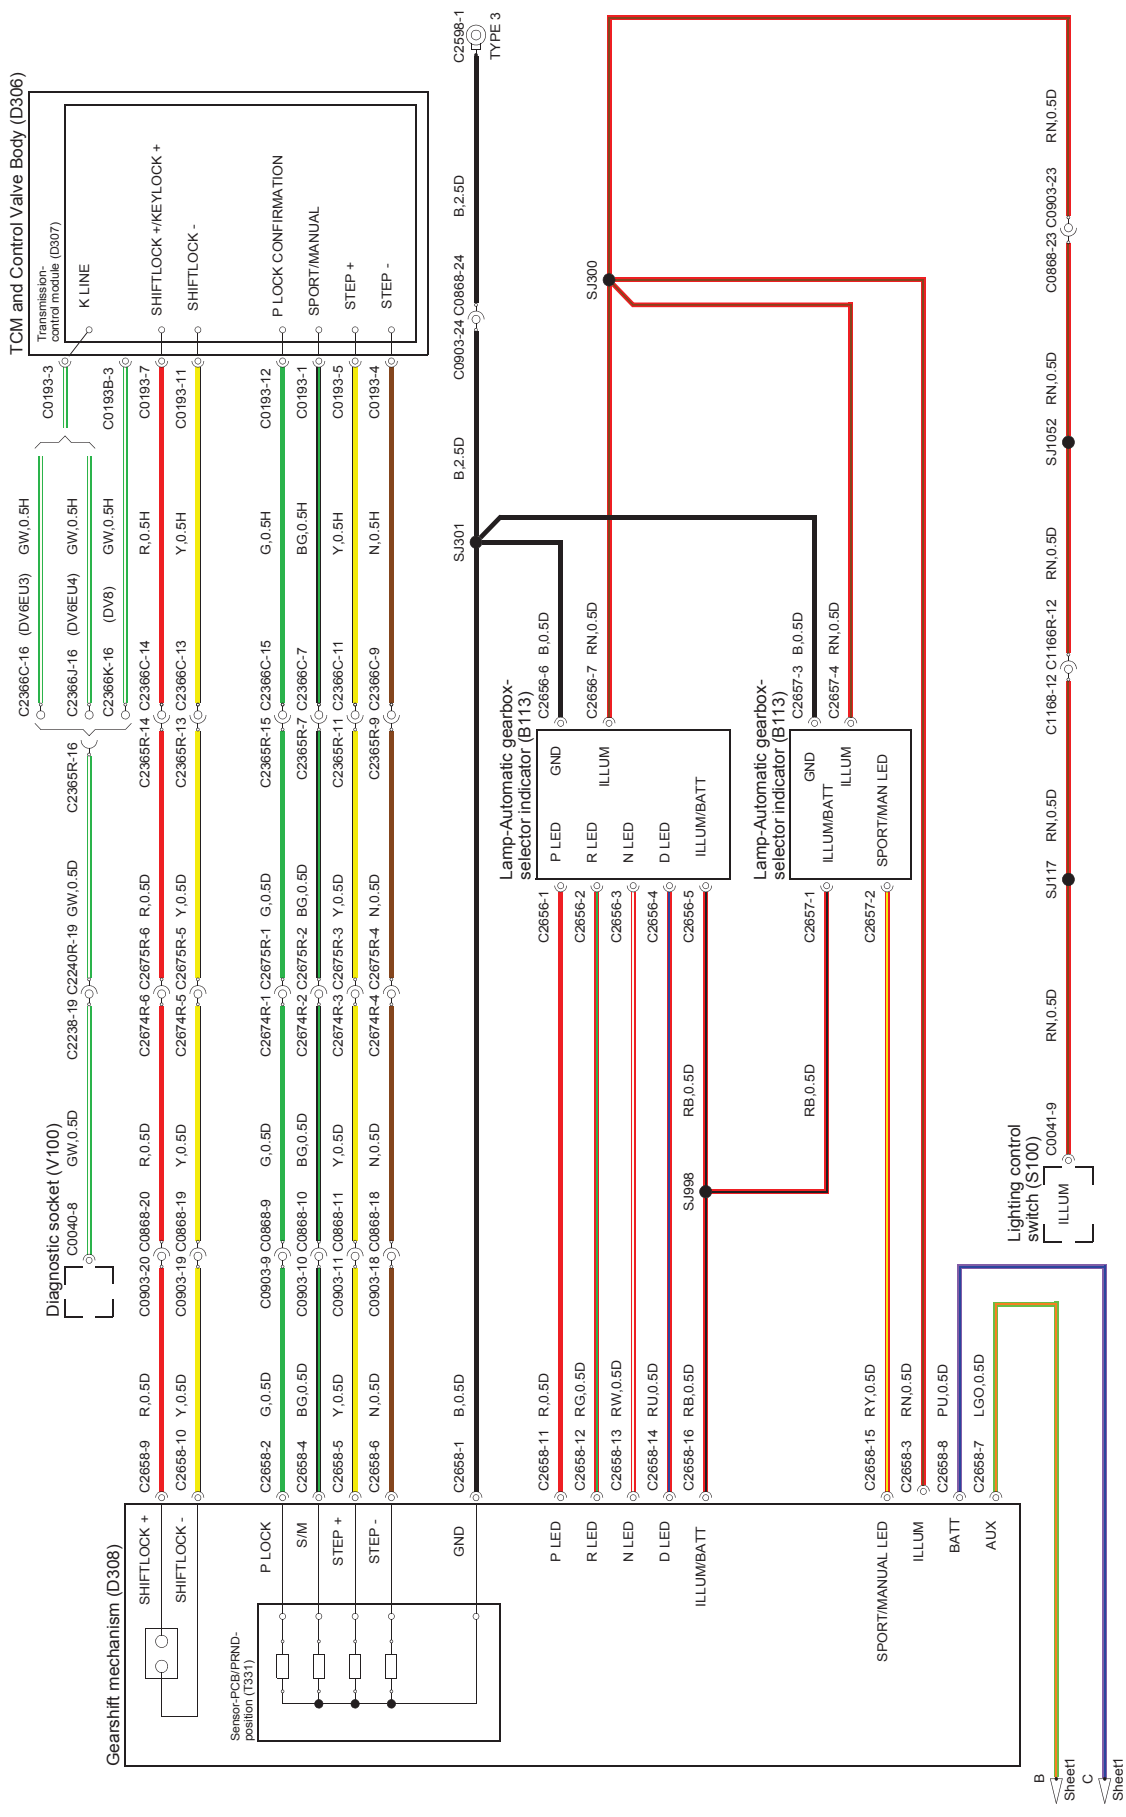 TCM and Control Valve Body (D306)
Transmission-
control module (D307)
K LINE
SHIFTLOCK +/KEYLOCK +
SHIFTLOCK -
P LOCK CONFIRMATION
SPORT/MANUAL
STEP +
STEP -
C0193-3
C0193B-3
C0193-7
C0193-11
C0193-12
C0193-1
C0193-5
C0193-4
GW,0.5H
GW,0.5H
GW,0.5H
R,0.5H
Y,0.5H
G,0.5H
BG,0.5H
Y,0.5H
N,0.5H
C2366C-16 (DV6EU3)
C2366J-16 (DV6EU4)
C2366K-16 (DV8)
C2365R-14 C2366C-14
C2365R-13 C2366C-13
C2365R-15 C2366C-15
C2365R-7 C2366C-7
C2365R-11 C2366C-11
C2365R-9 C2366C-9
C2365R-16
GW,0.5D
R,0.5D
Y,0.5D
G,0.5D
BG,0.5D
Y,0.5D
N,0.5D
C2238-19 C2240R-19
C2674R-6 C2675R-6
C2674R-5 C2675R-5
C2674R-1 C2675R-1
C2674R-2 C2675R-2
C2674R-3 C2675R-3
C2674R-4 C2675R-4
Diagnostic socket (V100)
C0040-8
GW,0.5D
R,0.5D
Y,0.5D
G,0.5D
BG,0.5D
Y,0.5D
N,0.5D
C0903-20 C0868-20
C0903-19 C0868-19
C0903-9 C0868-9
C0903-10 C0868-10
C0903-11 C0868-11
C0903-18 C0868-18
R,0.5D
Y,0.5D
G,0.5D
BG,0.5D
Y,0.5D
N,0.5D
B,0.5D
C2658-9
C2658-10
C2658-2
C2658-4
C2658-5
C2658-6
C2658-1
Gearshift mechanism (D308)
SHIFTLOCK +
SHIFTLOCK -
P LOCK
S/M
STEP +
STEP -
GND
Sensor-PCB/PRND-
position (T331)
C2598-1
TYPE 3
B,2.5D
C0903-24 C0868-24
B,2.5D
SJ301
SJ300
C2656-6 B,0.5D
C2656-7 RN,0.5D
C2657-3 B,0.5D
C2657-4 RN,0.5D
Lamp-Automatic gearbox-
selector indicator (B113)
GND
ILLUM
P LED
R LED
N LED
D LED
ILLUM/BATT
C2656-1
C2656-2
C2656-3
C2656-4
C2656-5
Lamp-Automatic gearbox-
selector indicator (B113)
GND
ILLUM
ILLUM/BATT
SPORT/MAN LED
C2657-1
C2657-2
RB,0.5D
RB,0.5D
SJ998
C2658-11 R,0.5D
C2658-12 RG,0.5D
C2658-13 RW,0.5D
C2658-14 RU,0.5D
C2658-16 RB,0.5D
C2658-15 RY,0.5D
C2658-3 RN,0.5D
C2658-8 PU,0.5D
C2658-7 LGO,0.5D
P LED
R LED
N LED
D LED
ILLUM/BATT
SPORT/MANUAL LED
ILLUM
BATT
AUX
RN,0.5D
C0868-23 C0903-23
RN,0.5D
SJ1052
RN,0.5D
C1168-12 C1166R-12
RN,0.5D
SJ117
RN,0.5D
C0041-9
Lighting control
switch (S100)
ILLUM
B
Sheet1
C
Sheet1